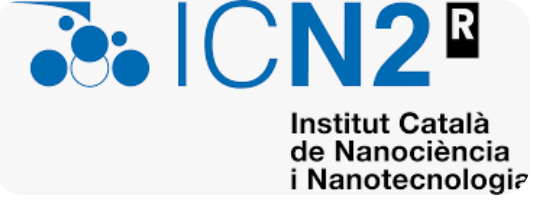 ICN2 R
Institut Català
de Nanociència
i Nanotecnologia